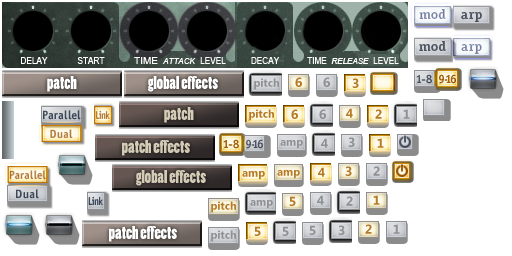 DELAY START TIME ATTACK LEVEL DECAY TIME RELEASE LEVEL
mod arp
mod arp
patch global effects pitch 6 6 3 1-8 9-16
Parallel Link patch pitch 6 6 4 2 1
Dual
patch effects 1-8 9-16 amp 4 3 1
Parallel global effects amp amp 4 3 2
Dual
Link pitch amp 5 4 2 1
patch effects pitch 5 5 5 3 2 1